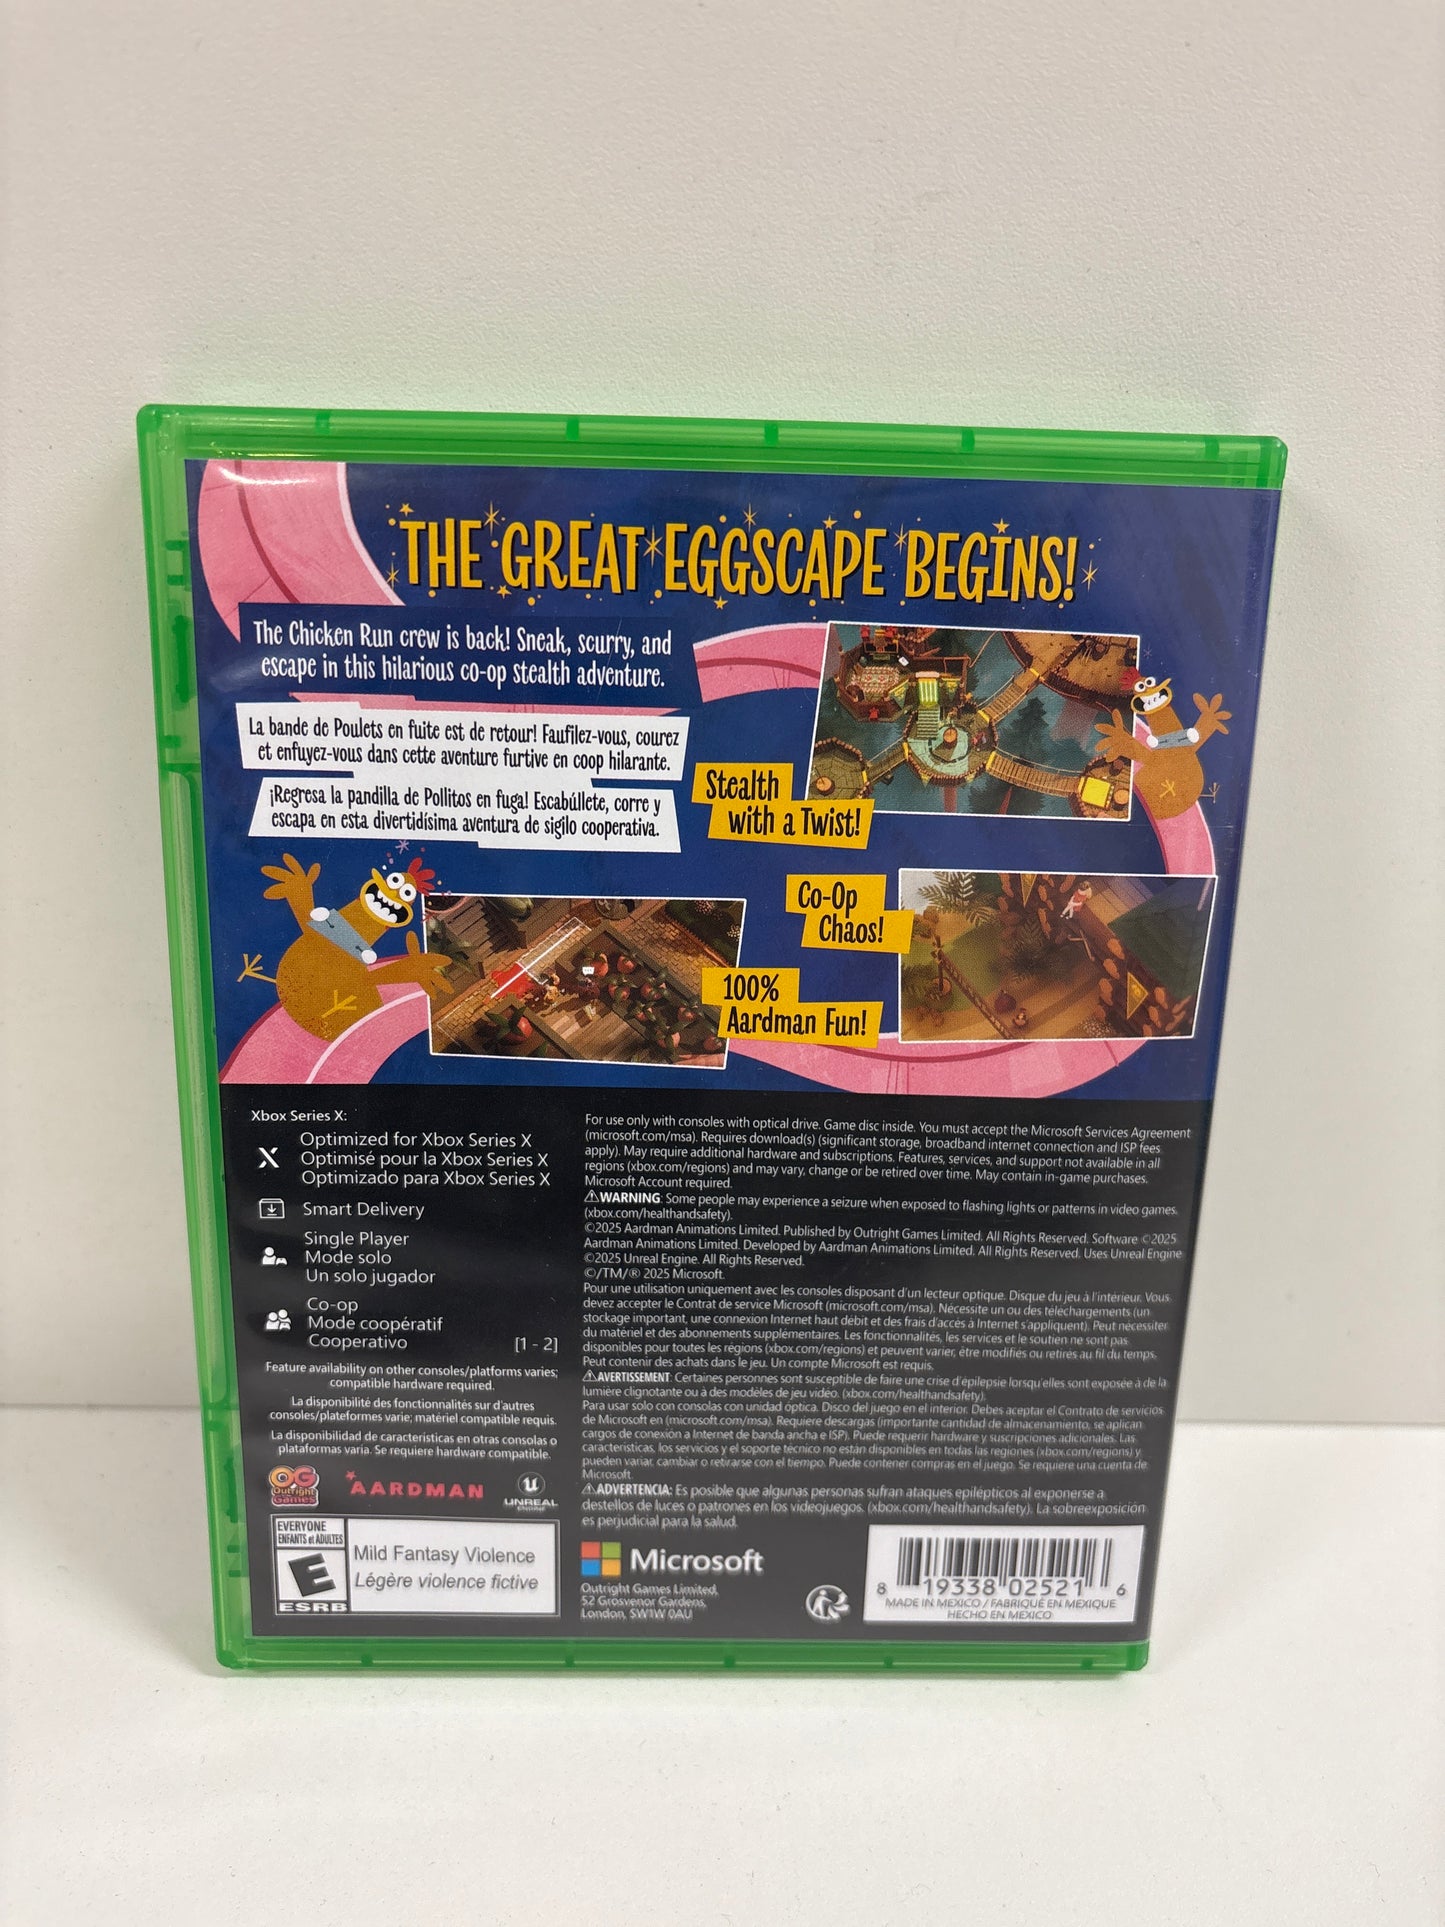 THE GREAT EGGSCAPE BEGINS!
The Chicken Run crew is back! Sneak, scurry, and
escape in this hilarious co-op stealth adventure.
La bande de Poulets en fuite est de retour! Faufilez-vous, courez
et enfuyez-vous dans cette aventure furtive en coop hilarante.
¡Regresa la pandilla de Pollitos en fuga! Escabúllete, corre y
escapa en esta divertidísima aventura de sigilo cooperativa.
Stealth
with a Twist!
Co-Op
Chaos!
100%
Aardman Fun!
Xbox Series X:
Optimized for Xbox Series X
Optimisé pour la Xbox Series X
Optimizado para Xbox Series X
Smart Delivery
Single Player
Mode solo
Un solo jugador
Co-op
Mode coopératif
Cooperativo [1 - 2]
Feature availability on other consoles/platforms varies;
compatible hardware required.
La disponibilité des fonctionnalités sur d'autres
consoles/plateformes varie; matériel compatible requis.
La disponibilidad de características en otras consolas o
plataformas varía. Se requiere hardware compatible.
OG
Outright
Games
AARDMAN
UNREAL
ENGINE
EVERYONE
ENFANTS et ADULTES
E
ESRB
Mild Fantasy Violence
Légère violence fictive
For use only with consoles with optical drive. Game disc inside. You must accept the Microsoft Services Agreement
(microsoft.com/msa). Requires download(s) (significant storage, broadband internet connection and ISP fees
apply). May require additional hardware and subscriptions. Features, services, and support not available in all
regions (xbox.com/regions) and may vary, change or be retired over time. May contain in-game purchases.
Microsoft Account required.
⚠WARNING: Some people may experience a seizure when exposed to flashing lights or patterns in video games.
(xbox.com/healthandsafety).
©2025 Aardman Animations Limited. Published by Outright Games Limited. All Rights Reserved. Software ©2025
Aardman Animations Limited. Developed by Aardman Animations Limited. All Rights Reserved. Uses Unreal Engine
©2025 Unreal Engine. All Rights Reserved.
©/TM/® 2025 Microsoft.
Pour une utilisation uniquement avec les consoles disposant d'un lecteur optique. Disque du jeu à l'intérieur. Vous
devez accepter le Contrat de service Microsoft (microsoft.com/msa). Nécessite un ou des téléchargements (un
stockage important, une connexion Internet haut débit et des frais d'accès à Internet s'appliquent). Peut nécessiter
du matériel et des abonnements supplémentaires. Les fonctionnalités, les services et le soutien ne sont pas
disponibles pour toutes les régions (xbox.com/regions) et peuvent varier, être modifiés ou retirés au fil du temps.
Peut contenir des achats dans le jeu. Un compte Microsoft est requis.
⚠AVERTISSEMENT: Certaines personnes sont susceptible de faire une crise d'épilepsie lorsqu'elles sont exposée à de la
lumière clignotante ou à des modèles de jeu vidéo. (xbox.com/healthandsafety).
Para usar solo con consolas con unidad óptica. Disco del juego en el interior. Debes aceptar el Contrato de servicios
de Microsoft en (microsoft.com/msa). Requiere descargas (importante cantidad de almacenamiento, se aplican
cargos de conexión a Internet de banda ancha e ISP). Puede requerir hardware y suscripciones adicionales. Las
características, los servicios y el soporte técnico no están disponibles en todas las regiones (xbox.com/regions) y
pueden variar, cambiar o retirarse con el tiempo. Puede contener compras en el juego. Se requiere una cuenta de
Microsoft.
⚠ADVERTENCIA: Es posible que algunas personas sufran ataques epilépticos al exponerse a
destellos de luces o patrones en los videojuegos. (xbox.com/healthandsafety). La sobreexposición
es perjudicial para la salud.
Microsoft
Outright Games Limited,
52 Grosvenor Gardens,
London, SW1W 0AU
8 19338 02521 6
MADE IN MEXICO / FABRIQUÉ EN MEXIQUE
HECHO EN MÉXICO